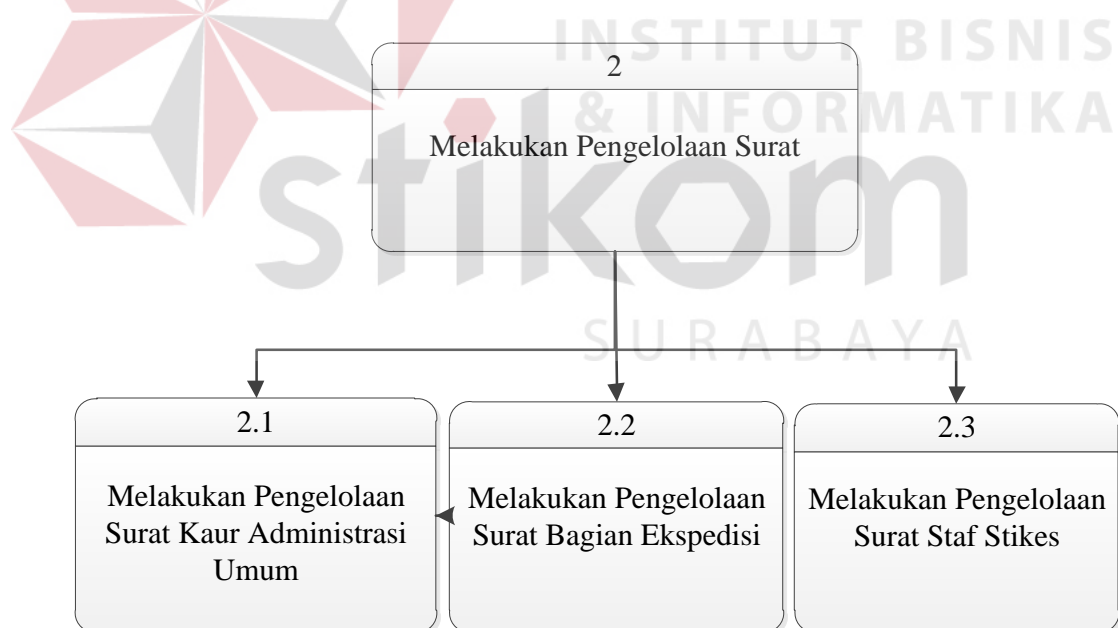 INSTITUT BISNIS
& INFORMATIKA
stikom
SURABAYA
2
Melakukan Pengelolaan Surat
2.1
Melakukan Pengelolaan
Surat Kaur Administrasi
Umum
2.2
Melakukan Pengelolaan
Surat Bagian Ekspedisi
2.3
Melakukan Pengelolaan
Surat Staf Stikes